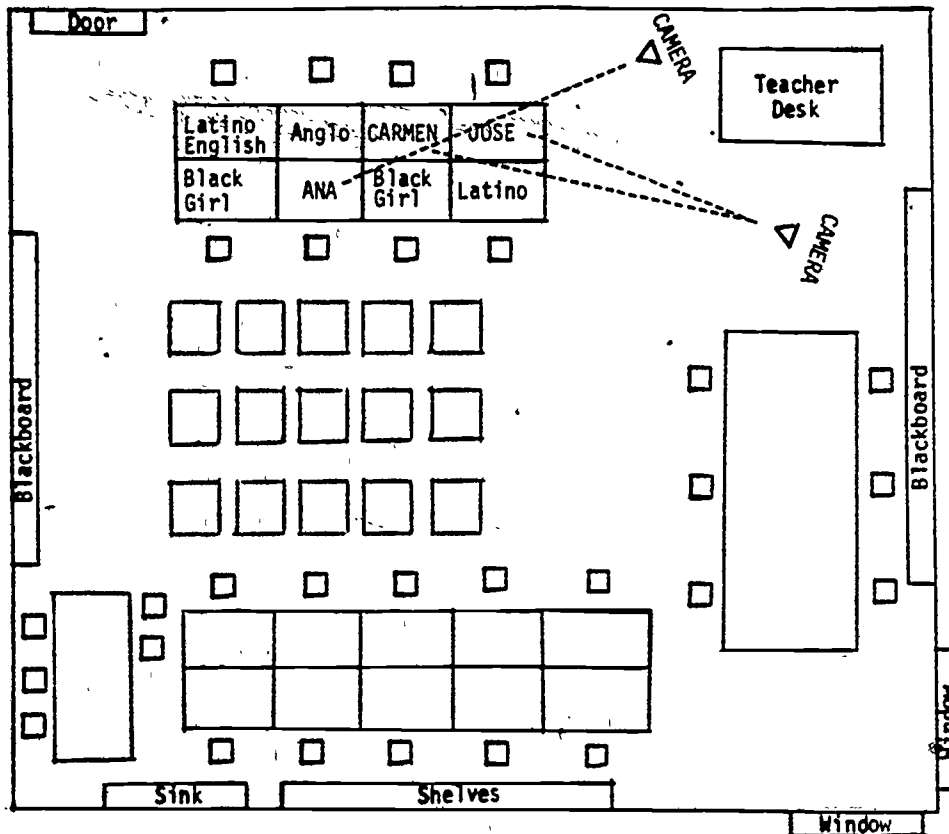 Door
CAMERA
Teacher
Desk
Latino
English
Anglo
CARMEN
JOSE
Black
Girl
ANA
Black
Girl
Latino
CAMERA
Blackboard
Blackboard
Window
Sink
Shelves
Window